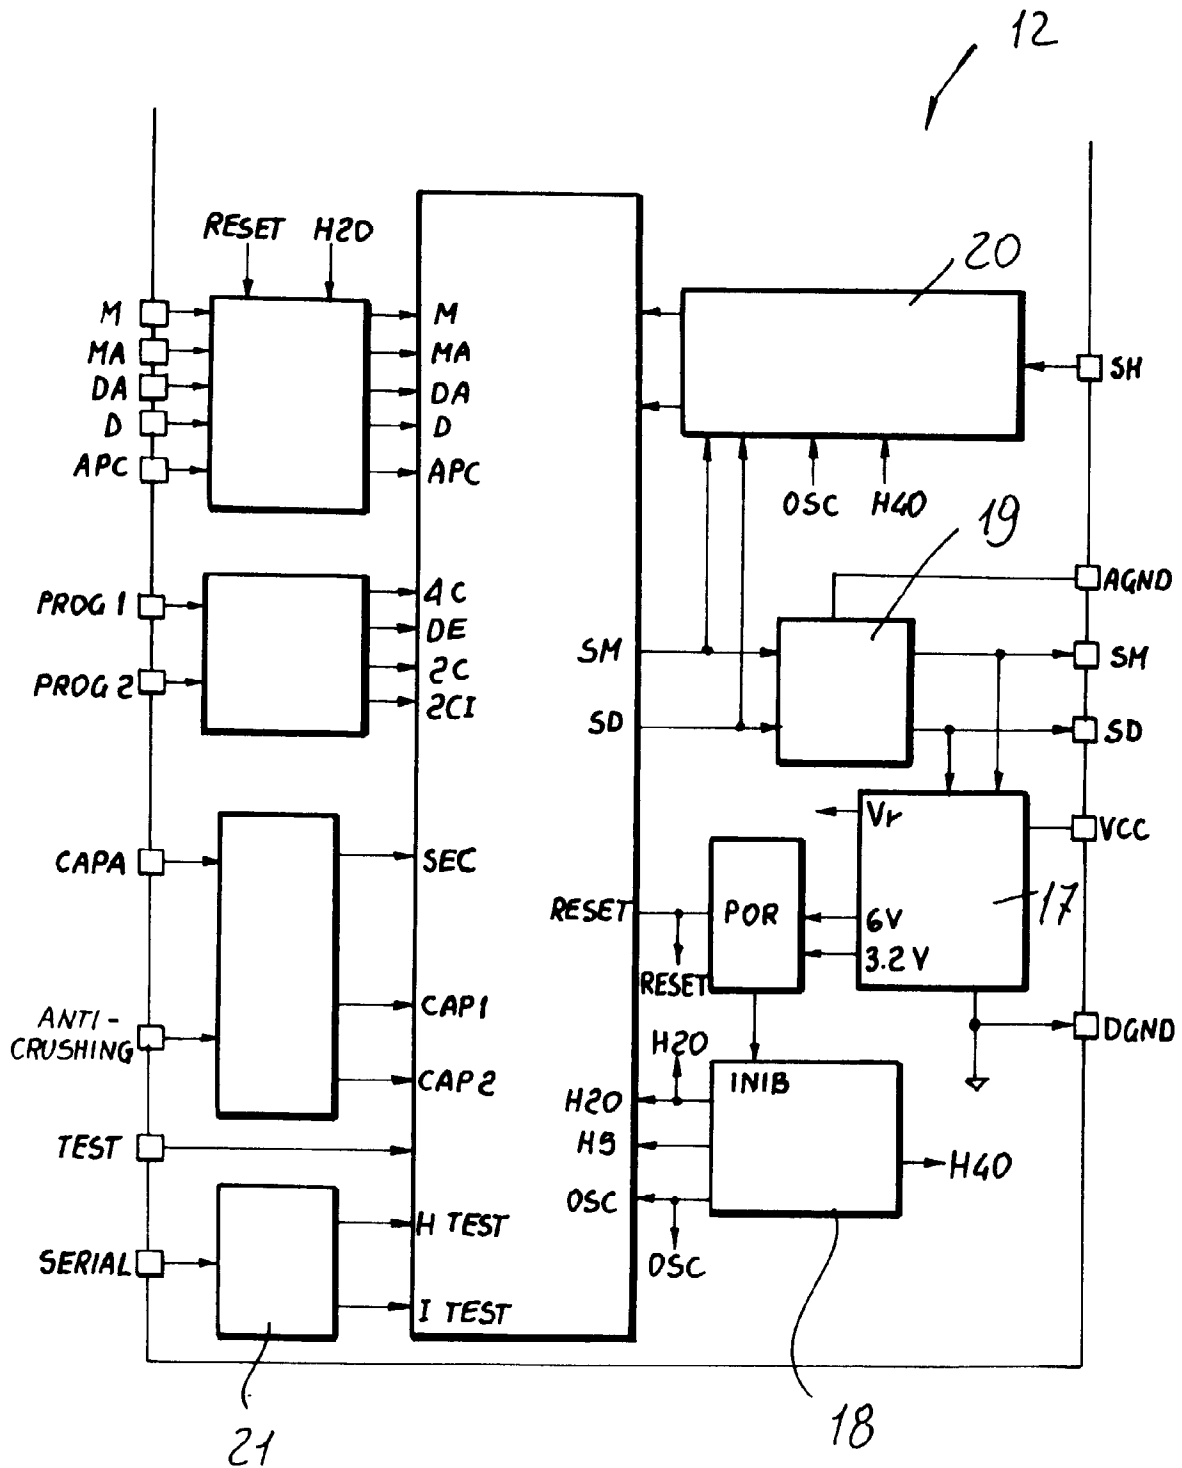 12
RESET H20
20
M M
MA MA SH
DA DA
D D
APC APC
OSC H40
19
AGND
PROG 1 4C
DE
SM SM
PROG 2 2C
2CI
SD SD
Vr VCC
CAPA SEC
17
RESET POR 6V
3.2V
RESET
CAP1
ANTI-
CRUSHING DGND
H20
CAP2 INIB
H20
TEST H5
H40
OSC
H TEST
SERIAL OSC
I TEST
18
21